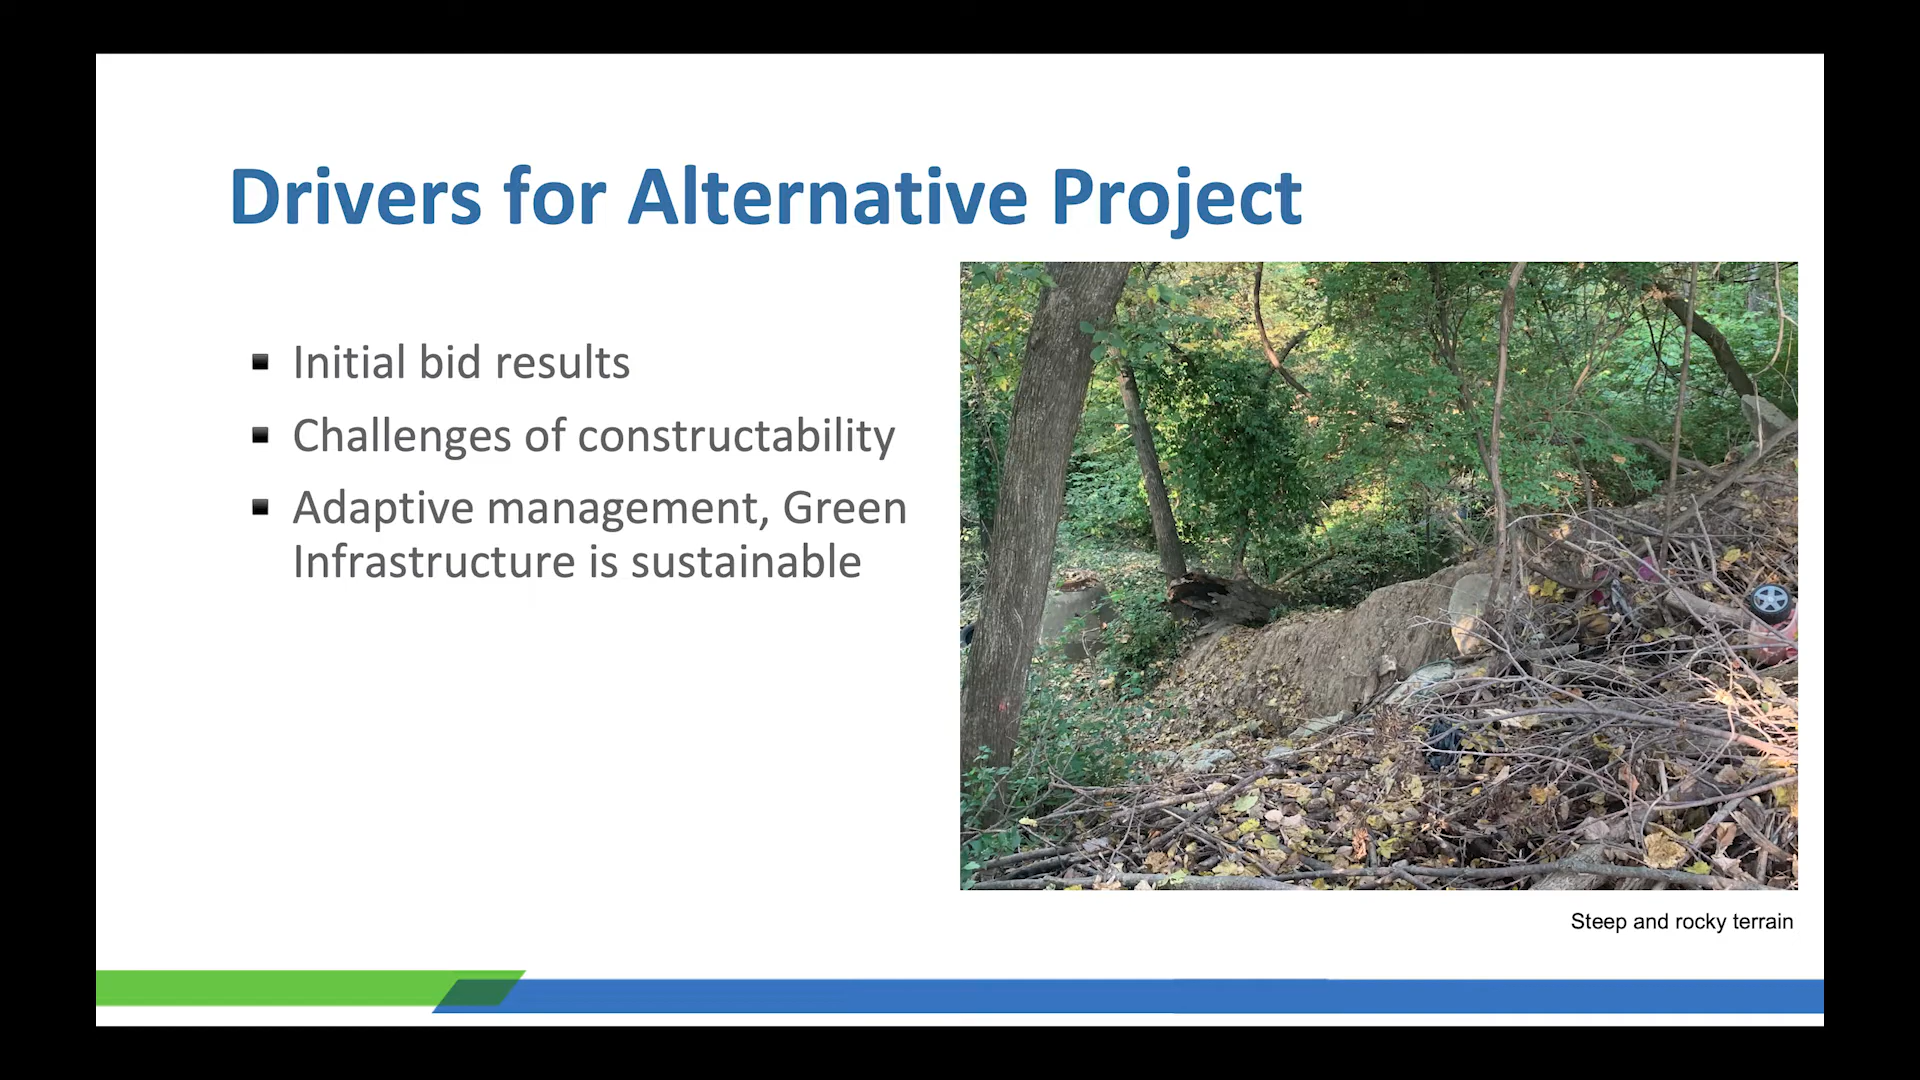 Drivers for Alternative Project
▪ Initial bid results
▪ Challenges of constructability
▪ Adaptive management, Green
Infrastructure is sustainable
Steep and rocky terrain